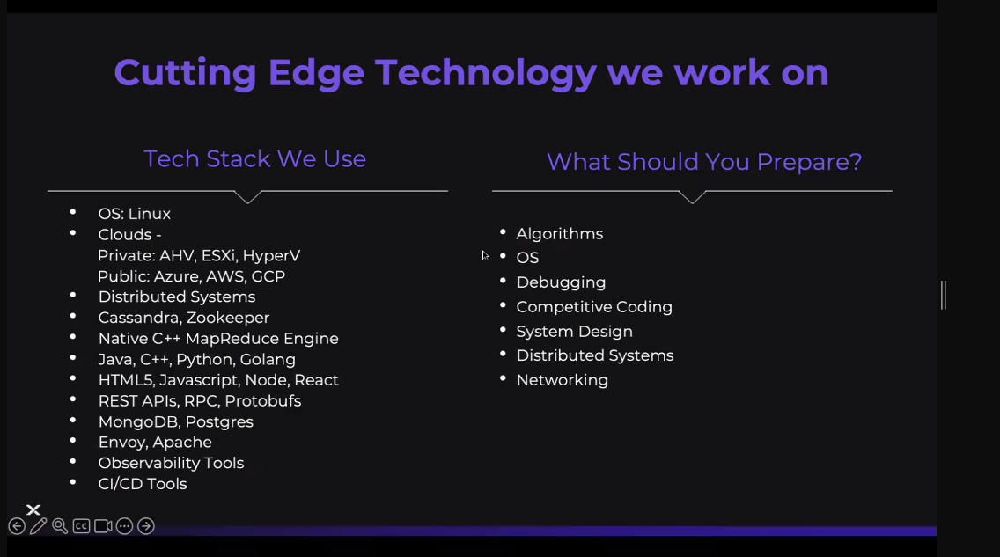 Cutting Edge Technology we work on
Tech Stack We Use
• OS: Linux
• Clouds -
Private: AHV, ESXi, HyperV
Public: Azure, AWS, GCP
• Distributed Systems
• Cassandra, Zookeeper
• Native C++ MapReduce Engine
• Java, C++, Python, Golang
• HTML5, Javascript, Node, React
• REST APIs, RPC, Protobufs
• MongoDB, Postgres
• Envoy, Apache
• Observability Tools
• CI/CD Tools
What Should You Prepare?
• Algorithms
• OS
• Debugging
• Competitive Coding
• System Design
• Distributed Systems
• Networking
X
CC